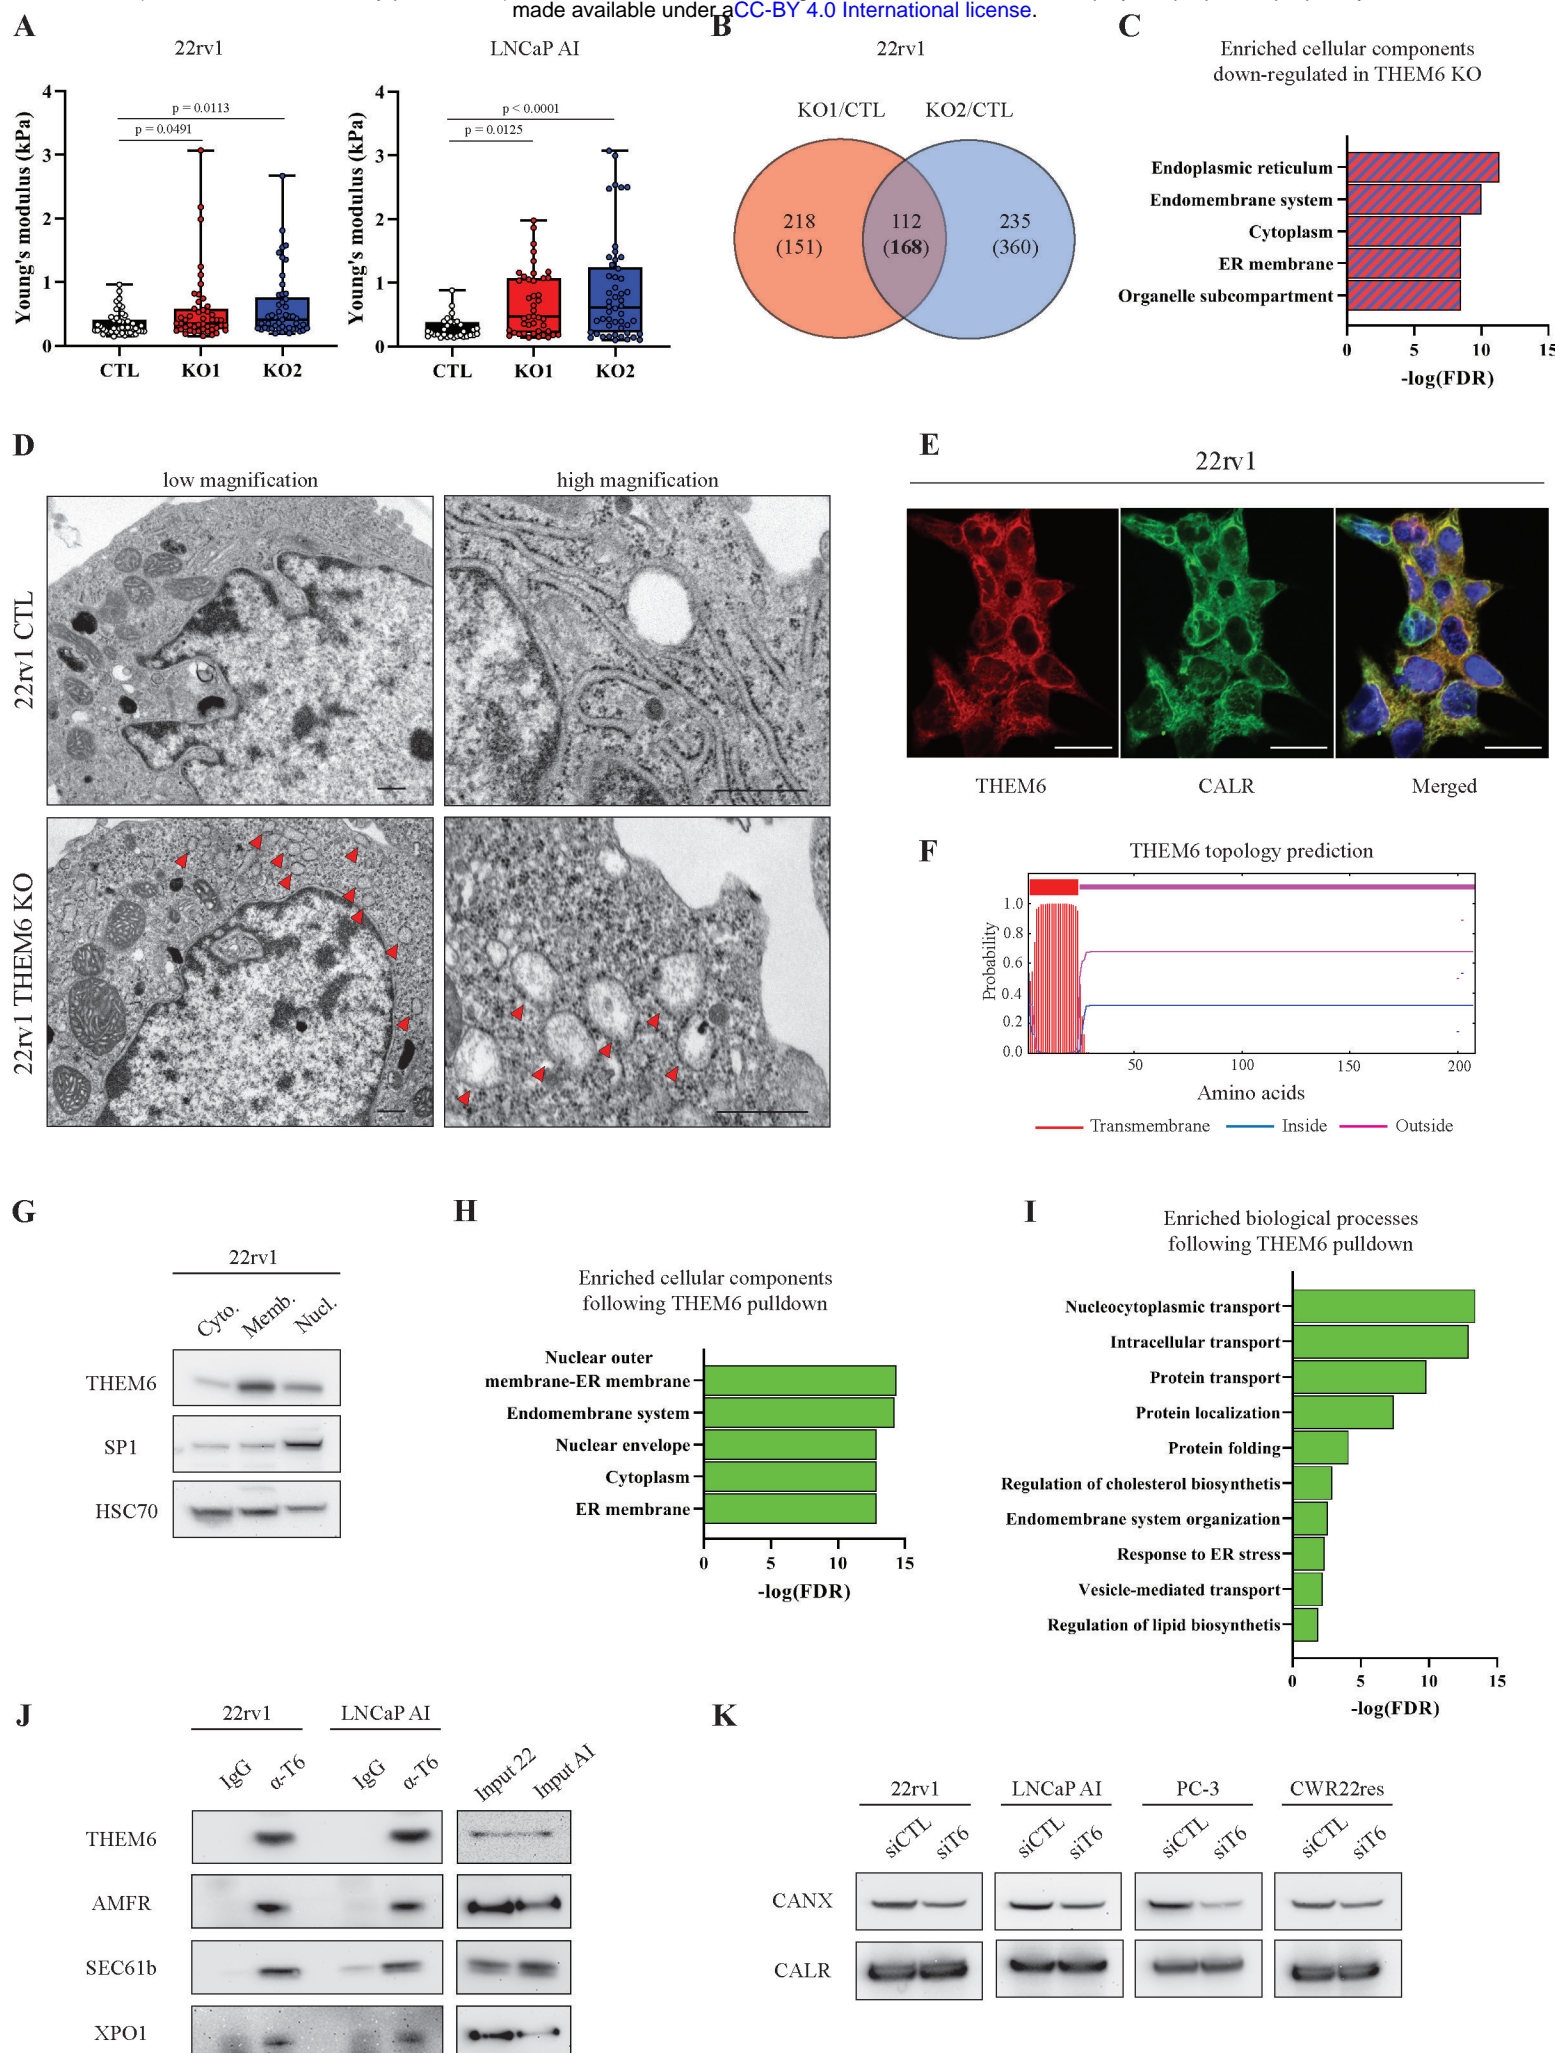 made available under aCC-BY 4.0 International license.
A
22rv1
LNCaP AI
Young's modulus (kPa)
4
3
2
1
0
p = 0.0113
p = 0.0491
CTL
KO1
KO2
Young's modulus (kPa)
4
3
2
1
0
p < 0.0001
p = 0.0125
CTL
KO1
KO2
B
22rv1
KO1/CTL
KO2/CTL
218
(151)
112
(168)
235
(360)
C
Enriched cellular components
down-regulated in THEM6 KO
Endoplasmic reticulum
Endomembrane system
Cytoplasm
ER membrane
Organelle subcompartment
0
5
10
15
-log(FDR)
D
low magnification
high magnification
22rv1 CTL
22rv1 THEM6 KO
E
22rv1
THEM6
CALR
Merged
F
THEM6 topology prediction
Probability
1.0
0.8
0.6
0.4
0.2
0.0
50
100
150
200
Amino acids
Transmembrane
Inside
Outside
G
22rv1
Cyto.
Memb.
Nucl.
THEM6
SP1
HSC70
H
Enriched cellular components
following THEM6 pulldown
Nuclear outer
membrane-ER membrane
Endomembrane system
Nuclear envelope
Cytoplasm
ER membrane
0
5
10
15
-log(FDR)
I
Enriched biological processes
following THEM6 pulldown
Nucleocytoplasmic transport
Intracellular transport
Protein transport
Protein localization
Protein folding
Regulation of cholesterol biosynthetis
Endomembrane system organization
Response to ER stress
Vesicle-mediated transport
Regulation of lipid biosynthetis
0
5
10
15
-log(FDR)
J
22rv1
LNCaP AI
IgG
α-T6
IgG
α-T6
Input 22
Input AI
THEM6
AMFR
SEC61b
XPO1
K
22rv1
LNCaP AI
PC-3
CWR22res
siCTL
siT6
siCTL
siT6
siCTL
siT6
siCTL
siT6
CANX
CALR